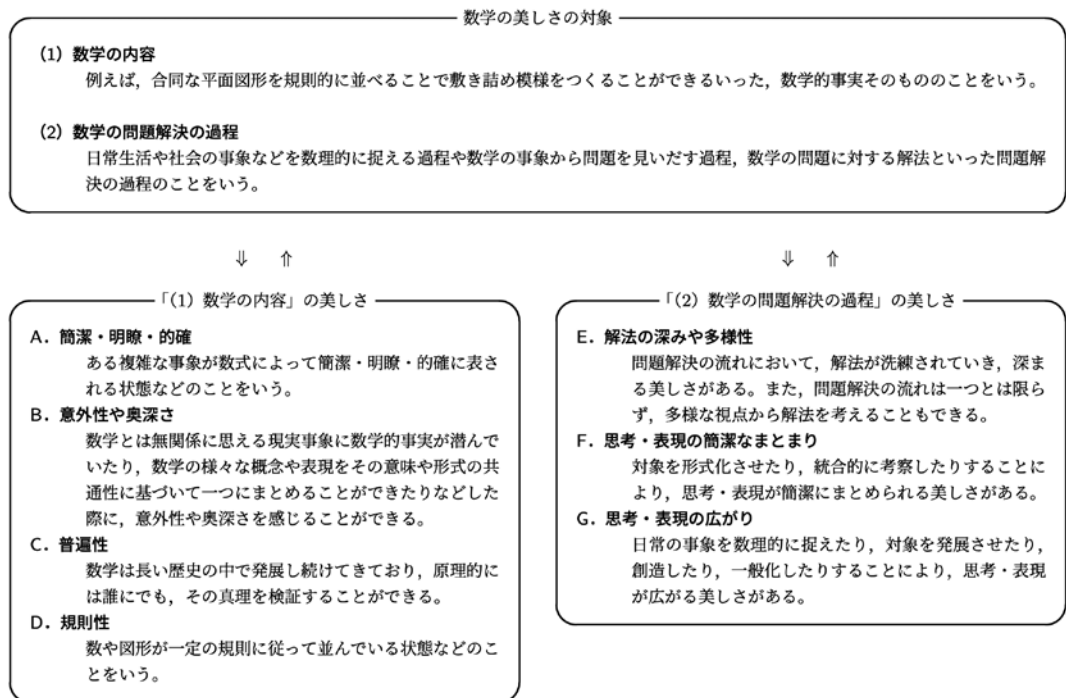 数学の美しさの対象
(1) 数学の内容
例えば，合同な平面図形を規則的に並べることで敷き詰め模様をつくることができるいった，数学的事実そのもののことをいう。
(2) 数学の問題解決の過程
日常生活や社会の事象などを数理的に捉える過程や数学の事象から問題を見いだす過程，数学の問題に対する解法といった問題解
決の過程のことをいう。
⇓ ⇑
⇓ ⇑
「(1) 数学の内容」の美しさ
A．簡潔・明瞭・的確
ある複雑な事象が数式によって簡潔・明瞭・的確に表さ
れる状態などのことをいう。
B．意外性や奥深さ
数学とは無関係に思える現実事象に数学的事実が潜んで
いたり，数学の様々な概念や表現をその意味や形式の共
通性に基づいて一つにまとめることができたりなどした
際に，意外性や奥深さを感じることができる。
C．普遍性
数学は長い歴史の中で発展し続けてきており，原理的に
は誰にでも，その真理を検証することができる。
D．規則性
数や図形が一定の規則に従って並んでいる状態などのこ
とをいう。
「(2) 数学の問題解決の過程」の美しさ
E．解法の深みや多様性
問題解決の流れにおいて，解法が洗練されていき，深ま
る美しさがある。また，問題解決の流れは一つとは限ら
ず，多様な視点から解法を考えることもできる。
F．思考・表現の簡潔なまとまり
対象を形式化させたり，統合的に考察したりすることに
より，思考・表現が簡潔にまとめられる美しさがある。
G．思考・表現の広がり
日常の事象を数理的に捉えたり，対象を発展させたり，
創造したり，一般化したりすることにより，思考・表現
が広がる美しさがある。